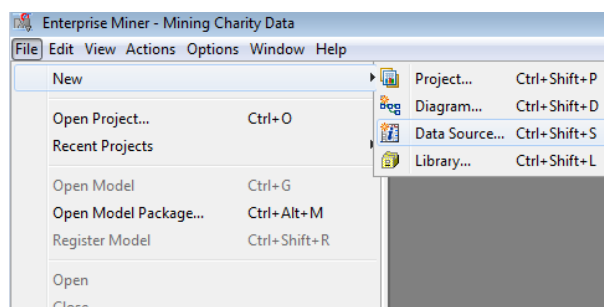 Enterprise Miner - Mining Charity Data
File Edit View Actions Options Window Help
New
Project... Ctrl+Shift+P
Diagram... Ctrl+Shift+D
Data Source... Ctrl+Shift+S
Library... Ctrl+Shift+L
Open Project... Ctrl+O
Recent Projects
Open Model Ctrl+G
Open Model Package... Ctrl+Alt+M
Register Model Ctrl+Shift+R
Open
Close